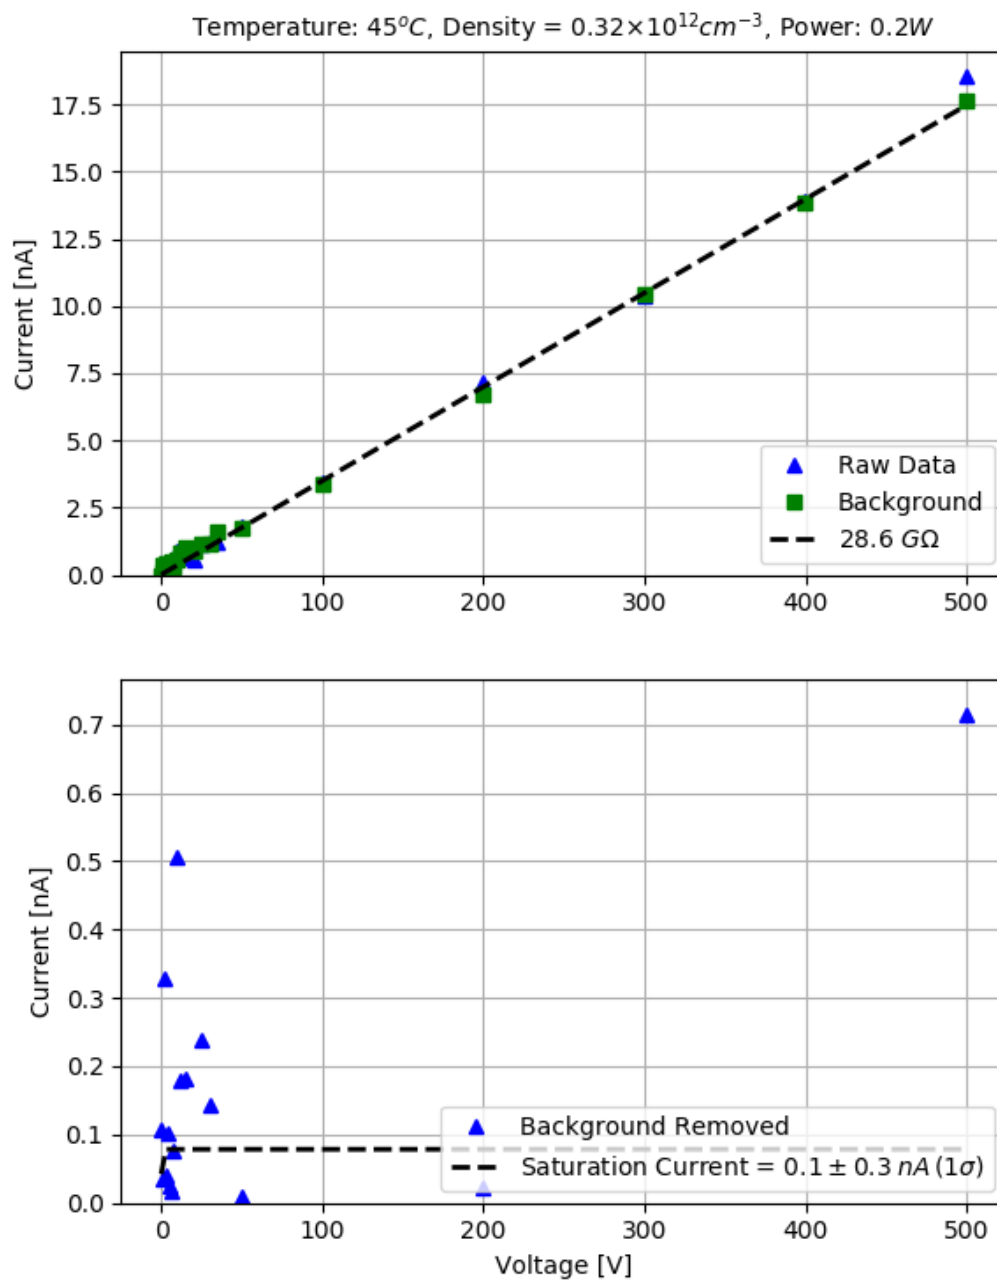 Temperature: 45°C, Density = 0.32×10¹²cm⁻³, Power: 0.2W
17.5
15.0
12.5
10.0
7.5
5.0
2.5
0.0
Current [nA]
Raw Data
Background
28.6 GΩ
0 100 200 300 400 500
0.7
0.6
0.5
0.4
0.3
0.2
0.1
0.0
Current [nA]
Background Removed
Saturation Current = 0.1 ± 0.3 nA (1σ)
0 100 200 300 400 500
Voltage [V]